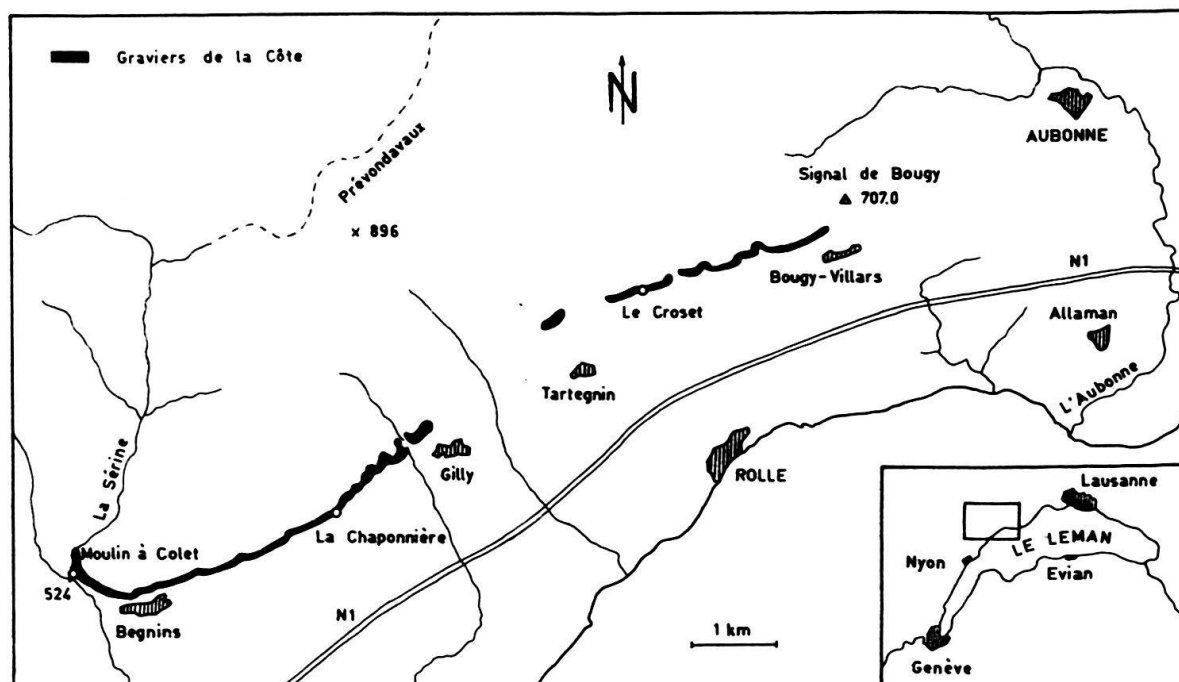 Graviers de la Côte
N
AUBONNE
Prévondavaux
Signal de Bougy
▲ 707.0
x 896
N1
Bougy-Villars
Le Croset
Allaman
Tartegnin
L'Aubonne
La Sérine
Gilly
ROLLE
Lausanne
La Chaponnière
Moulin à Colet
LE LEMAN
Nyon
Evian
524
N1
Begnins
1 km
Genève